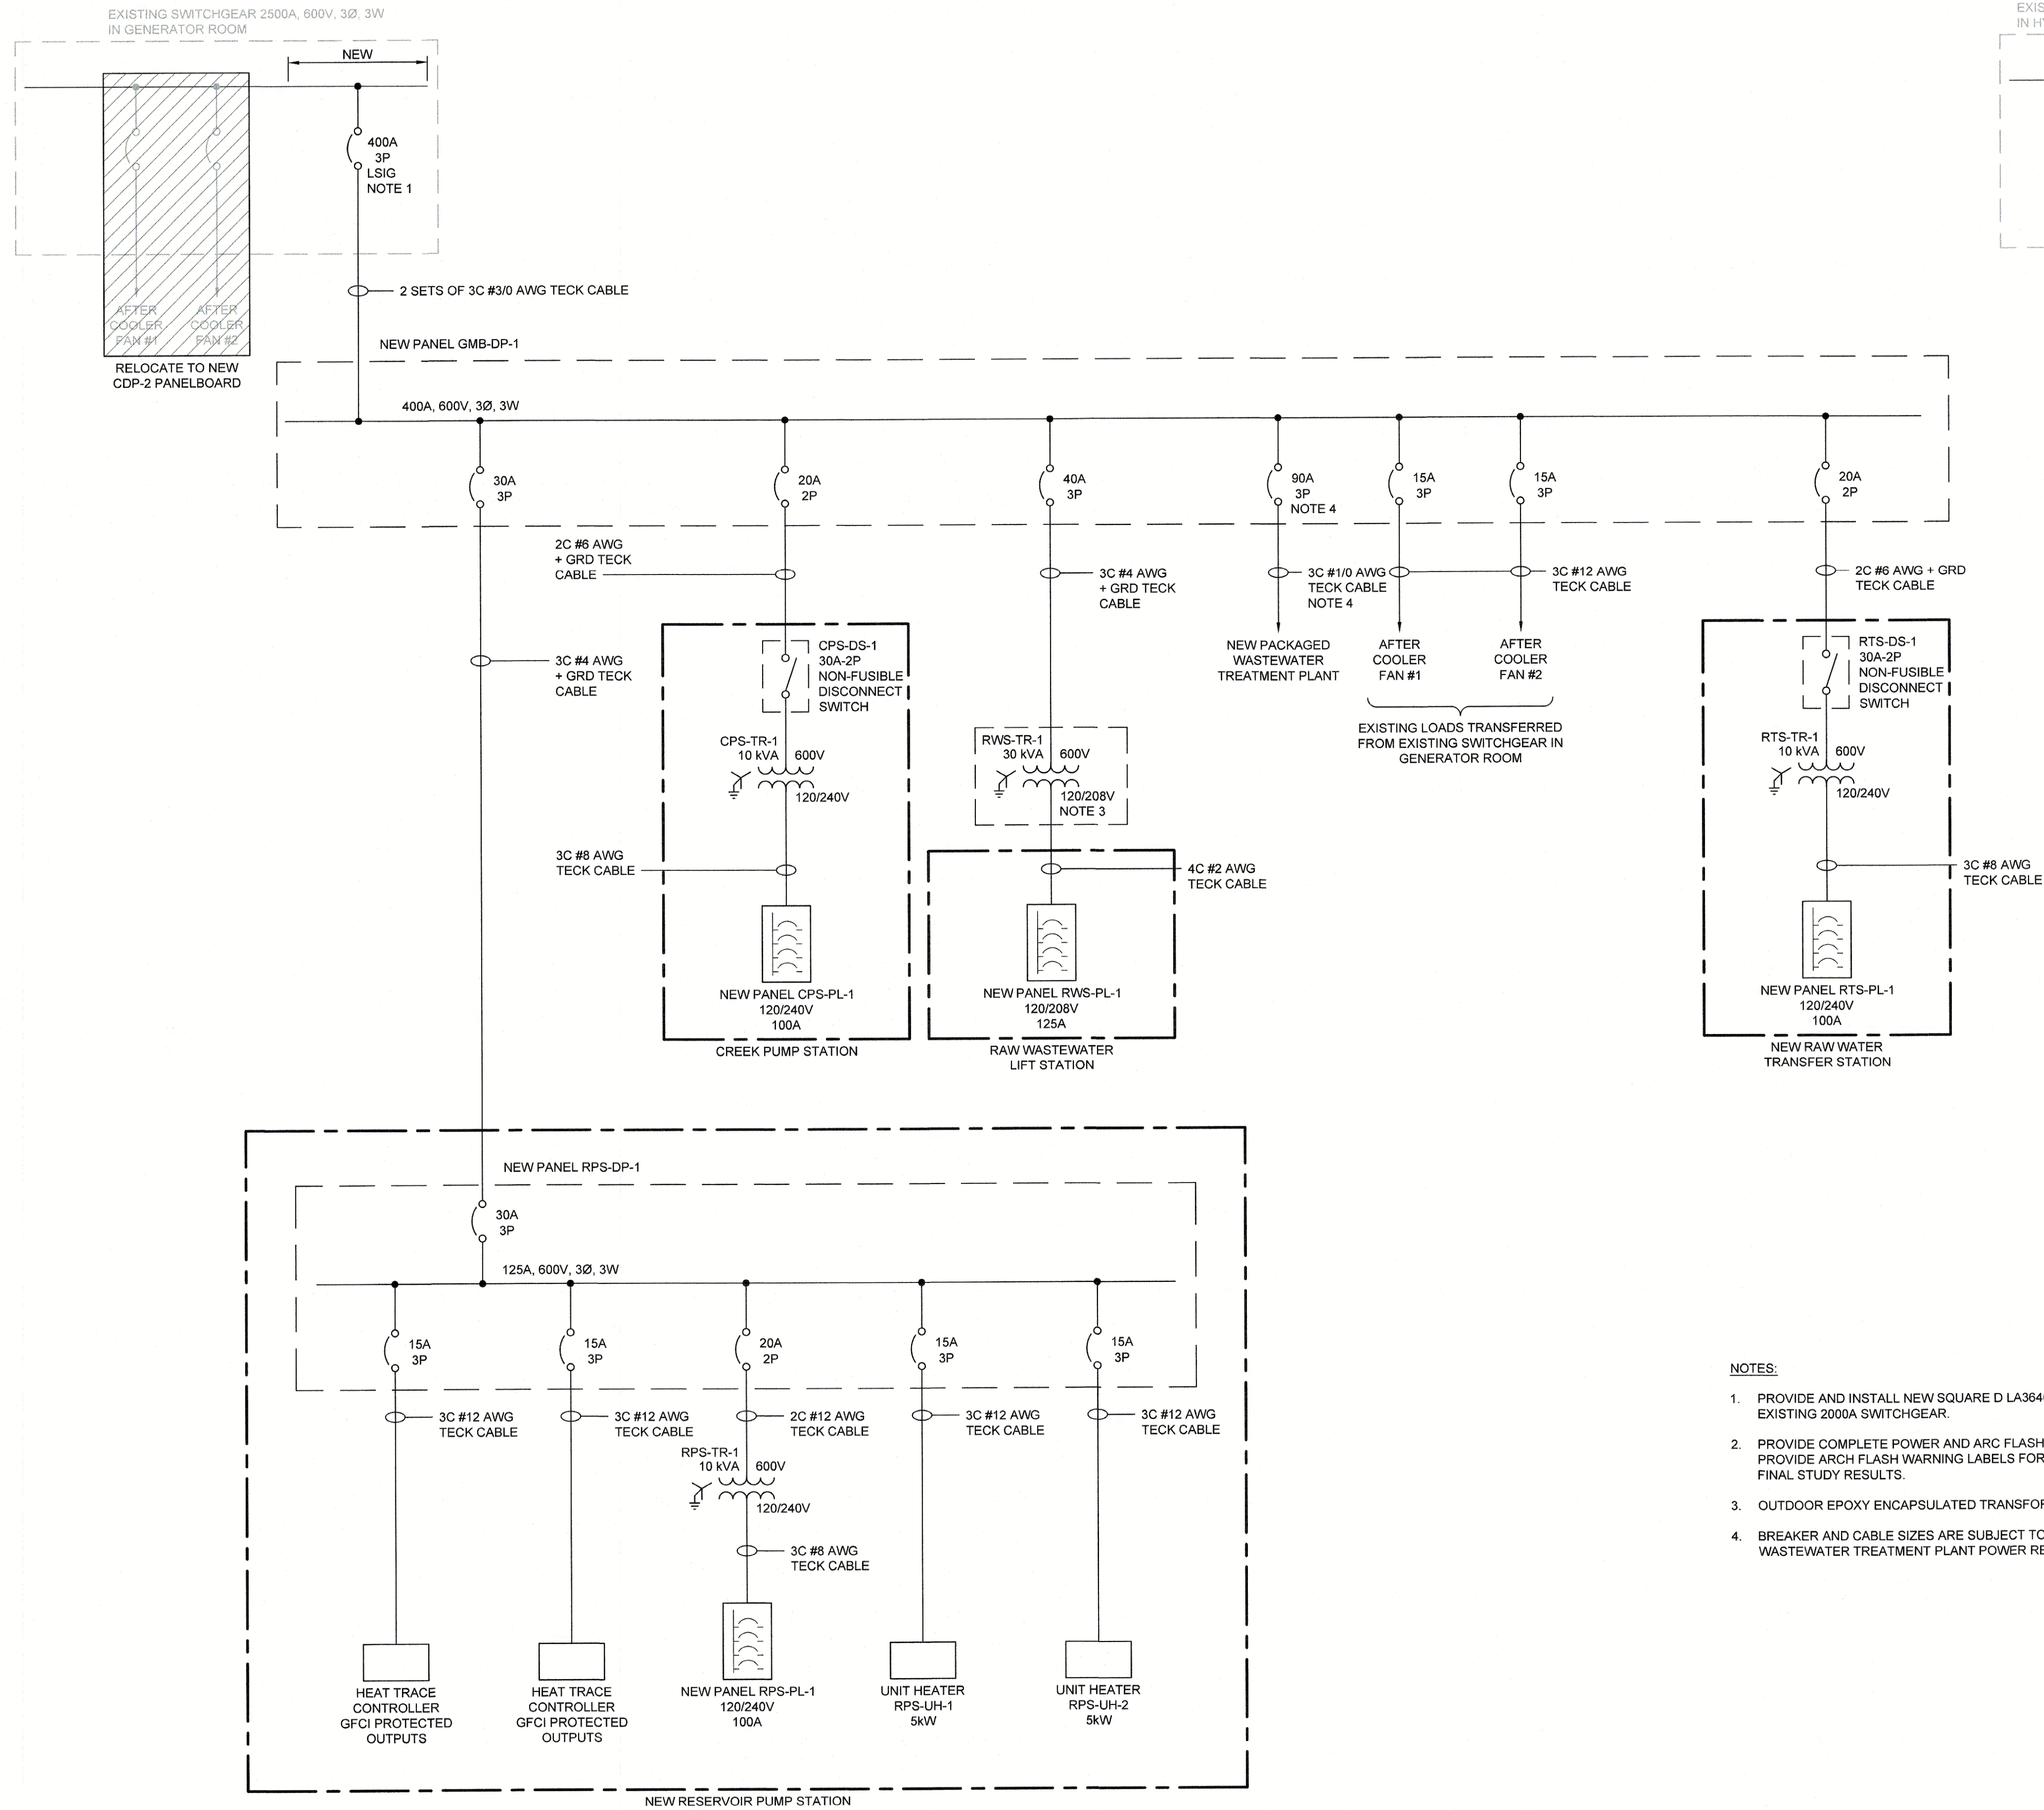 EXISTING SWITCHGEAR 2500A, 600V, 3Ø, 3W
IN GENERATOR ROOM
NEW
400A
3P
LSIG
NOTE 1
AFTER
COOLER
FAN #1
AFTER
COOLER
FAN #2
RELOCATE TO NEW
CDP-2 PANELBOARD
2 SETS OF 3C #3/0 AWG TECK CABLE
NEW PANEL GMB-DP-1
400A, 600V, 3Ø, 3W
30A
3P
20A
2P
40A
3P
90A
3P
NOTE 4
15A
3P
15A
3P
20A
2P
2C #6 AWG
+ GRD TECK
CABLE
3C #4 AWG
+ GRD TECK
CABLE
3C #1/0 AWG
TECK CABLE
NOTE 4
3C #12 AWG
TECK CABLE
2C #6 AWG + GRD
TECK CABLE
3C #4 AWG
+ GRD TECK
CABLE
CPS-DS-1
30A-2P
NON-FUSIBLE
DISCONNECT
SWITCH
CPS-TR-1
10 kVA
600V
120/240V
3C #8 AWG
TECK CABLE
NEW PANEL CPS-PL-1
120/240V
100A
CREEK PUMP STATION
RWS-TR-1
30 kVA
600V
120/208V
NOTE 3
4C #2 AWG
TECK CABLE
NEW PANEL RWS-PL-1
120/208V
125A
RAW WASTEWATER
LIFT STATION
NEW PACKAGED
WASTEWATER
TREATMENT PLANT
AFTER
COOLER
FAN #1
AFTER
COOLER
FAN #2
EXISTING LOADS TRANSFERRED
FROM EXISTING SWITCHGEAR IN
GENERATOR ROOM
RTS-DS-1
30A-2P
NON-FUSIBLE
DISCONNECT
SWITCH
RTS-TR-1
10 kVA
600V
120/240V
3C #8 AWG
TECK CABLE
NEW PANEL RTS-PL-1
120/240V
100A
NEW RAW WATER
TRANSFER STATION
NEW PANEL RPS-DP-1
30A
3P
125A, 600V, 3Ø, 3W
15A
3P
15A
3P
20A
2P
15A
3P
15A
3P
3C #12 AWG
TECK CABLE
3C #12 AWG
TECK CABLE
2C #12 AWG
TECK CABLE
3C #12 AWG
TECK CABLE
3C #12 AWG
TECK CABLE
RPS-TR-1
10 kVA
600V
120/240V
3C #8 AWG
TECK CABLE
HEAT TRACE
CONTROLLER
GFCI PROTECTED
OUTPUTS
HEAT TRACE
CONTROLLER
GFCI PROTECTED
OUTPUTS
NEW PANEL RPS-PL-1
120/240V
100A
UNIT HEATER
RPS-UH-1
5kW
UNIT HEATER
RPS-UH-2
5kW
NEW RESERVOIR PUMP STATION
NOTES:
1. PROVIDE AND INSTALL NEW SQUARE D
EXISTING 2000A SWITCHGEAR.
2. PROVIDE COMPLETE POWER AND ARC FLASH
PROVIDE ARCH FLASH WARNING LABELS FOR
FINAL STUDY RESULTS.
3. OUTDOOR EPOXY ENCAPSULATED
4. BREAKER AND CABLE SIZES ARE SUBJECT TO
WASTEWATER TREATMENT PLANT POWER